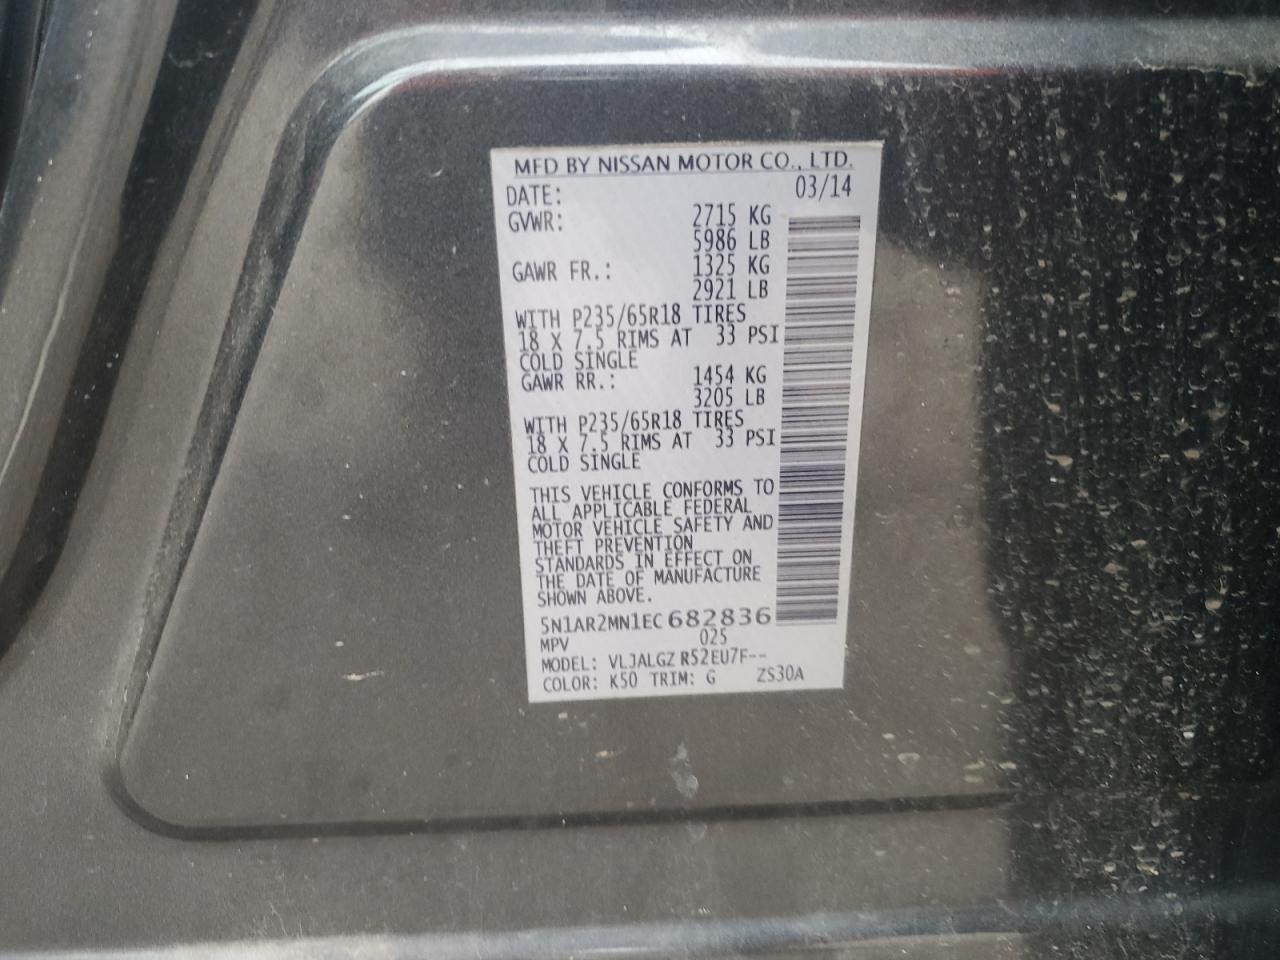 MFD BY NISSAN MOTOR CO., LTD.
DATE: 03/14
GVWR: 2715 KG
5986 LB
GAWR FR.: 1325 KG
2921 LB
WITH P235/65R18 TIRES
18 X 7.5 RIMS AT 33 PSI
COLD SINGLE
GAWR RR.: 1454 KG
3205 LB
WITH P235/65R18 TIRES
18 X 7.5 RIMS AT 33 PSI
COLD SINGLE
THIS VEHICLE CONFORMS TO
ALL APPLICABLE FEDERAL
MOTOR VEHICLE SAFETY AND
THEFT PREVENTION
STANDARDS IN EFFECT ON
THE DATE OF MANUFACTURE
SHOWN ABOVE.
5N1AR2MN1EC682836
MPV 025
MODEL: VLJALGZ R52EU7F--
COLOR: K50 TRIM: G ZS30A